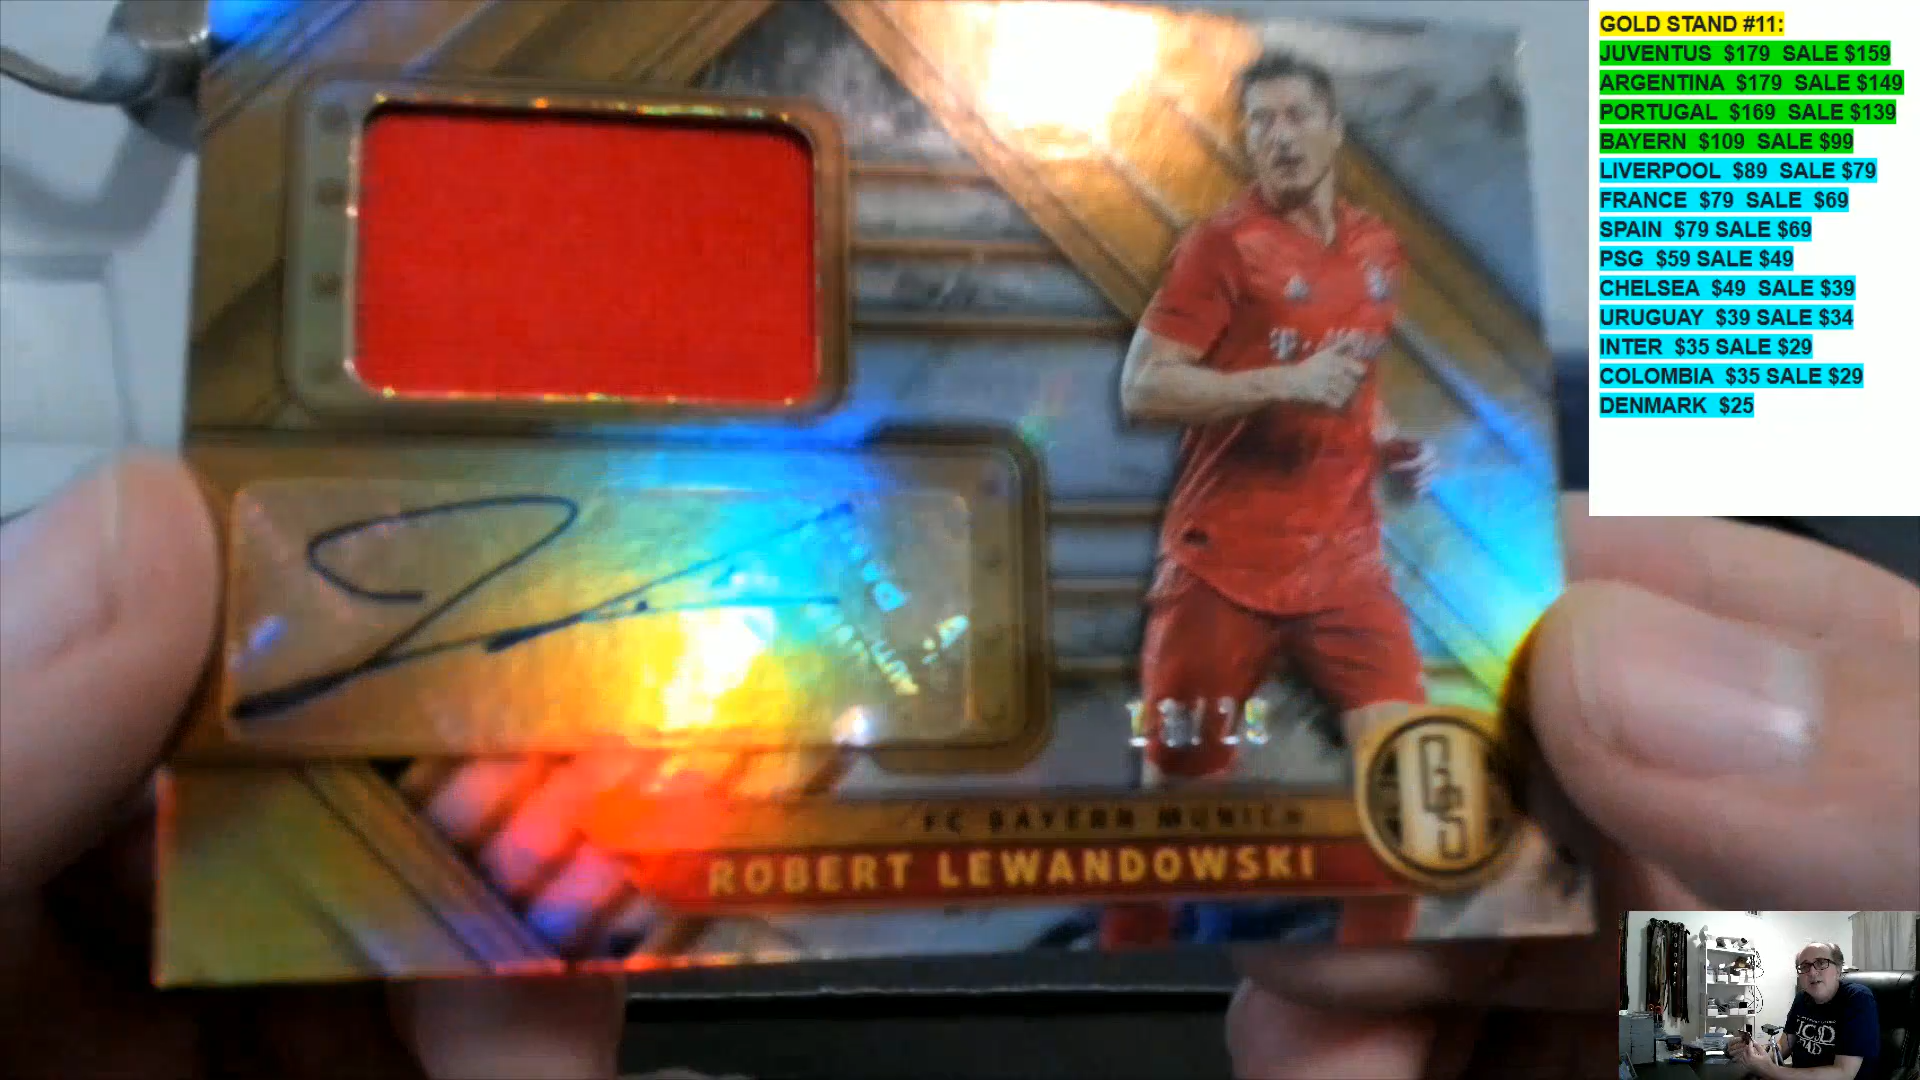 GOLD STAND #11:
JUVENTUS $179 SALE $159
ARGENTINA $179 SALE $149
PORTUGAL $169 SALE $139
BAYERN $109 SALE $99
LIVERPOOL $89 SALE $79
FRANCE $79 SALE $69
SPAIN $79 SALE $69
PSG $59 SALE $49
CHELSEA $49 SALE $39
URUGUAY $39 SALE $34
INTER $35 SALE $29
COLOMBIA $35 SALE $29
DENMARK $25
FC BAYERN MUNICH
ROBERT LEWANDOWSKI
GS